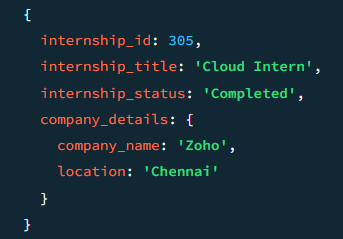 {
  internship_id: 305,
  internship_title: 'Cloud Intern',
  internship_status: 'Completed',
  company_details: {
    company_name: 'Zoho',
    location: 'Chennai'
  }
}